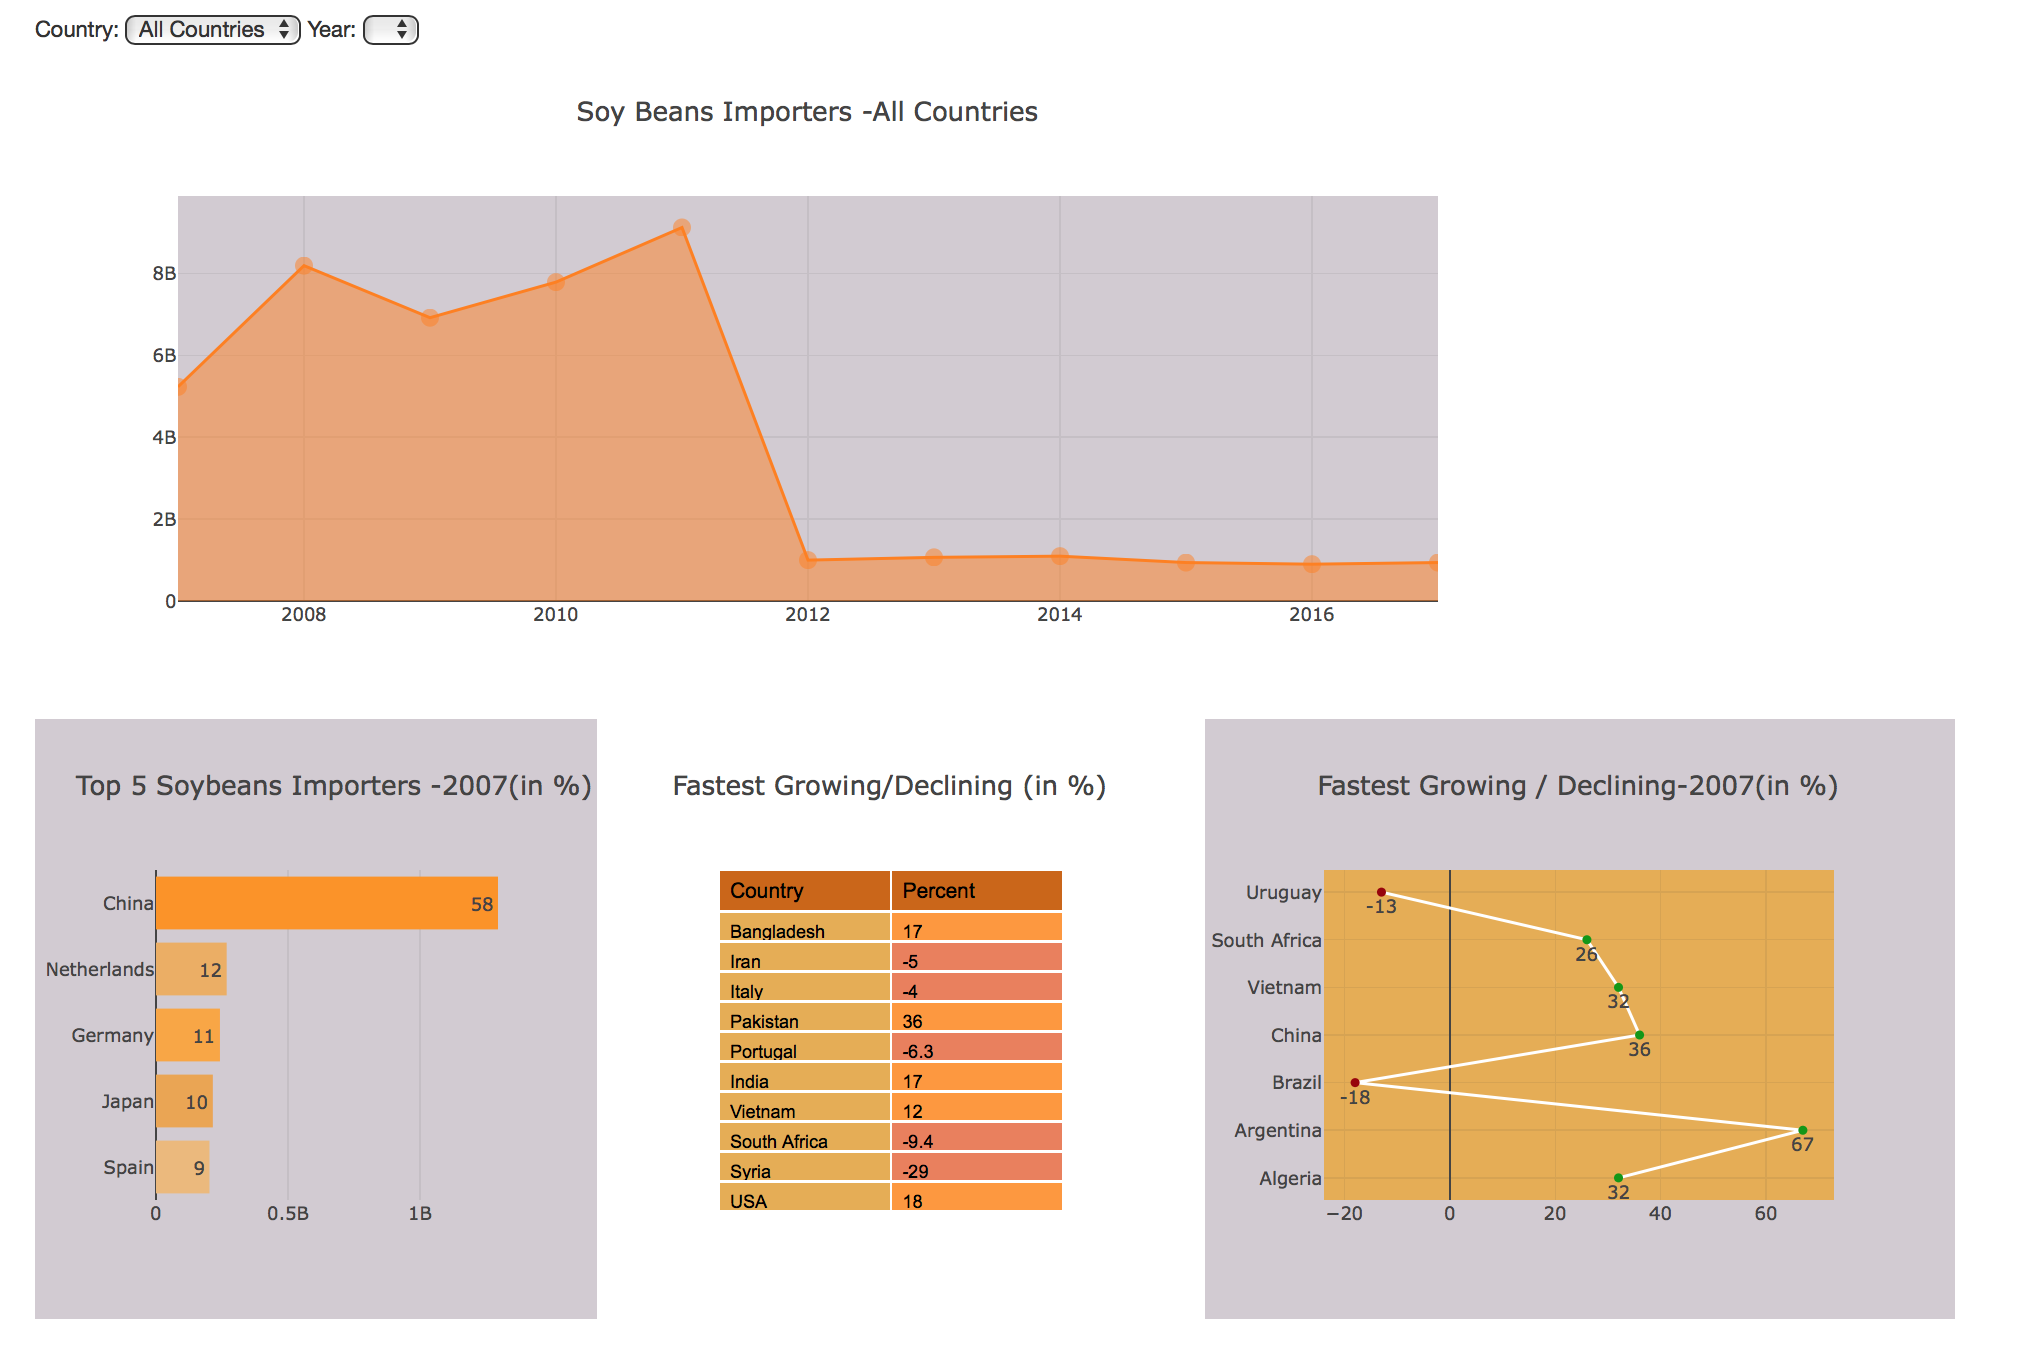 Country: All Countries Year:
Soy Beans Importers -All Countries
8B
6B
4B
2B
0
2008 2010 2012 2014 2016
Top 5 Soybeans Importers -2007(in %)
China 58
Netherlands 12
Germany 11
Japan 10
Spain 9
0 0.5B 1B
Fastest Growing/Declining (in %)
Country Percent
Bangladesh 17
Iran -5
Italy -4
Pakistan 36
Portugal -6.3
India 17
Vietnam 12
South Africa -9.4
Syria -29
USA 18
Fastest Growing / Declining-2007(in %)
Uruguay -13
South Africa 26
Vietnam 32
China 36
Brazil -18
Argentina 67
Algeria 32
−20 0 20 40 60